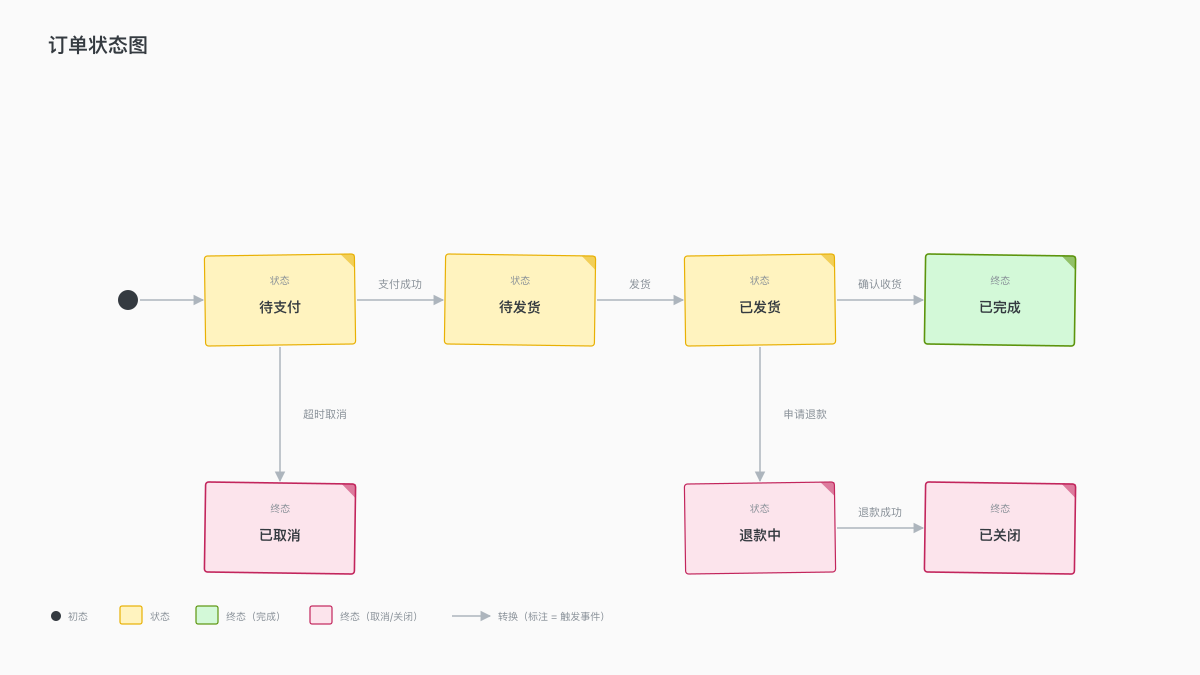 订单状态图
状态
待支付
支付成功
状态
待发货
发货
状态
已发货
确认收货
终态
已完成
超时取消
申请退款
终态
已取消
状态
退款中
退款成功
终态
已关闭
初态
状态
终态（完成）
终态（取消/关闭）
转换（标注 = 触发事件）